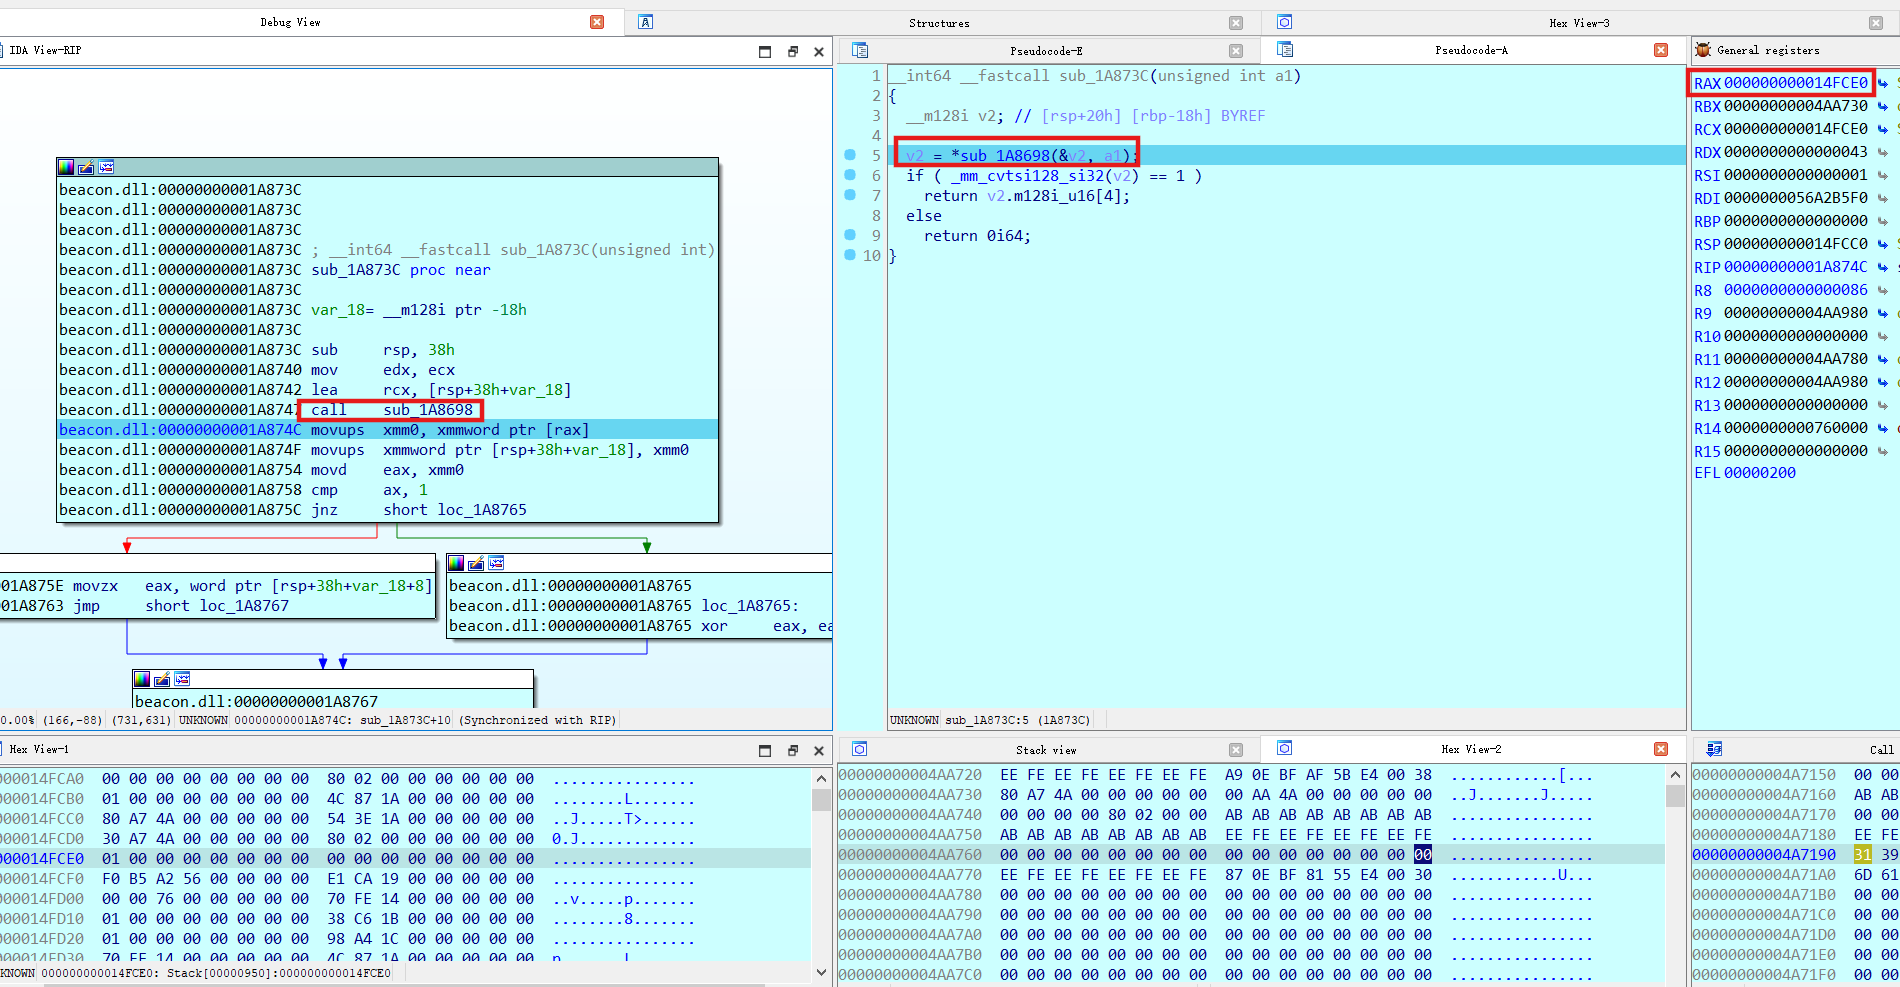 Debug View
Structures
Hex View-3
IDA View-RIP
Pseudocode-E
Pseudocode-A
General registers
beacon.dll:00000000001A873C
beacon.dll:00000000001A873C
beacon.dll:00000000001A873C
beacon.dll:00000000001A873C ; __int64 __fastcall sub_1A873C(unsigned int)
beacon.dll:00000000001A873C sub_1A873C proc near
beacon.dll:00000000001A873C
beacon.dll:00000000001A873C var_18= __m128i ptr -18h
beacon.dll:00000000001A873C
beacon.dll:00000000001A873C sub rsp, 38h
beacon.dll:00000000001A8740 mov edx, ecx
beacon.dll:00000000001A8742 lea rcx, [rsp+38h+var_18]
beacon.dll:00000000001A8747 call sub_1A8698
beacon.dll:00000000001A874C movups xmm0, xmmword ptr [rax]
beacon.dll:00000000001A874F movups xmmword ptr [rsp+38h+var_18], xmm0
beacon.dll:00000000001A8754 movd eax, xmm0
beacon.dll:00000000001A8758 cmp ax, 1
beacon.dll:00000000001A875C jnz short loc_1A8765
01A875E movzx eax, word ptr [rsp+38h+var_18+8]
01A8763 jmp short loc_1A8767
beacon.dll:00000000001A8765
beacon.dll:00000000001A8765 loc_1A8765:
beacon.dll:00000000001A8765 xor eax, ea
beacon.dll:00000000001A8767
0.00% (166,-88) (731,631) UNKNOWN 00000000001A874C: sub_1A873C+10 (Synchronized with RIP)
1 __int64 __fastcall sub_1A873C(unsigned int a1)
2 {
3 __m128i v2; // [rsp+20h] [rbp-18h] BYREF
4
5 v2 = *sub_1A8698(&v2, a1);
6 if ( _mm_cvtsi128_si32(v2) == 1 )
7 return v2.m128i_u16[4];
8 else
9 return 0i64;
10 }
UNKNOWN sub_1A873C:5 (1A873C)
RAX 000000000014FCE0
RBX 00000000004AA730
RCX 000000000014FCE0
RDX 0000000000000043
RSI 0000000000000001
RDI 0000000056A2B5F0
RBP 0000000000000000
RSP 000000000014FCC0
RIP 00000000001A874C
R8 0000000000000086
R9 00000000004AA980
R10 0000000000000000
R11 00000000004AA780
R12 00000000004AA980
R13 0000000000000000
R14 0000000000760000
R15 0000000000000000
EFL 00000200
Hex View-1
000014FCA0 00 00 00 00 00 00 00 00 80 02 00 00 00 00 00 00 ................
000014FCB0 01 00 00 00 00 00 00 00 4C 87 1A 00 00 00 00 00 ........L.......
000014FCC0 80 A7 4A 00 00 00 00 00 54 3E 1A 00 00 00 00 00 ..J.....T>......
000014FCD0 30 A7 4A 00 00 00 00 00 80 02 00 00 00 00 00 00 0.J.............
000014FCE0 01 00 00 00 00 00 00 00 00 00 00 00 00 00 00 00 ................
000014FCF0 F0 B5 A2 56 00 00 00 00 E1 CA 19 00 00 00 00 00 ................
000014FD00 00 00 76 00 00 00 00 00 70 FE 14 00 00 00 00 00 ..v.....p.......
000014FD10 01 00 00 00 00 00 00 00 38 C6 1B 00 00 00 00 00 ........8.......
000014FD20 01 00 00 00 00 00 00 00 98 A4 1C 00 00 00 00 00 ................
000014FD30 70 FE 14 00 00 00 00 00 4C 87 1A 00 00 00 00 00 p.......L.......
KNOWN 000000000014FCE0: Stack[00000950]:000000000014FCE0
Stack view
Hex View-2
Call
00000000004AA720 EE FE EE FE EE FE EE FE A9 0E BF AF 5B E4 00 38 ............[...
00000000004AA730 80 A7 4A 00 00 00 00 00 00 AA 4A 00 00 00 00 00 ..J.......J.....
00000000004AA740 00 00 00 00 80 02 00 00 AB AB AB AB AB AB AB AB ................
00000000004AA750 AB AB AB AB AB AB AB AB EE FE EE FE EE FE EE FE ................
00000000004AA760 00 00 00 00 00 00 00 00 00 00 00 00 00 00 00 00 ................
00000000004AA770 EE FE EE FE EE FE EE FE 87 0E BF 81 55 E4 00 30 ............U...
00000000004AA780 00 00 00 00 00 00 00 00 00 00 00 00 00 00 00 00 ................
00000000004AA790 00 00 00 00 00 00 00 00 00 00 00 00 00 00 00 00 ................
00000000004AA7A0 00 00 00 00 00 00 00 00 00 00 00 00 00 00 00 00 ................
00000000004AA7B0 00 00 00 00 00 00 00 00 00 00 00 00 00 00 00 00 ................
00000000004AA7C0 00 00 00 00 00 00 00 00 00 00 00 00 00 00 00 00 ................
00000000004A7150 00 00
00000000004A7160 AB AB
00000000004A7170 00 00
00000000004A7180 EE FE
00000000004A7190 31 39
00000000004A71A0 6D 61
00000000004A71B0 00 00
00000000004A71C0 00 00
00000000004A71D0 00 00
00000000004A71E0 00 00
00000000004A71F0 00 00